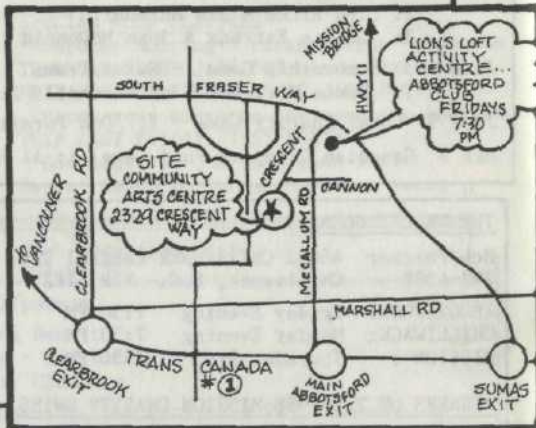 MISSION
BRIDGE
HWY 11
LION'S LOFT
ACTIVITY
CENTRE...
ABBOTSFORD
CLUB
FRIDAYS
7:30
PM
SOUTH FRASER WAY
CRESCENT
SITE
COMMUNITY
ARTS CENTRE
2329 CRESCENT
WAY
CANNON
McCALLUM RD
TO
VANCOUVER
CLEARBROOK RD
MARSHALL RD
CLEARBROOK
EXIT
TRANS CANADA
# 1
MAIN
ABBOTSFORD
EXIT
SUMAS
EXIT